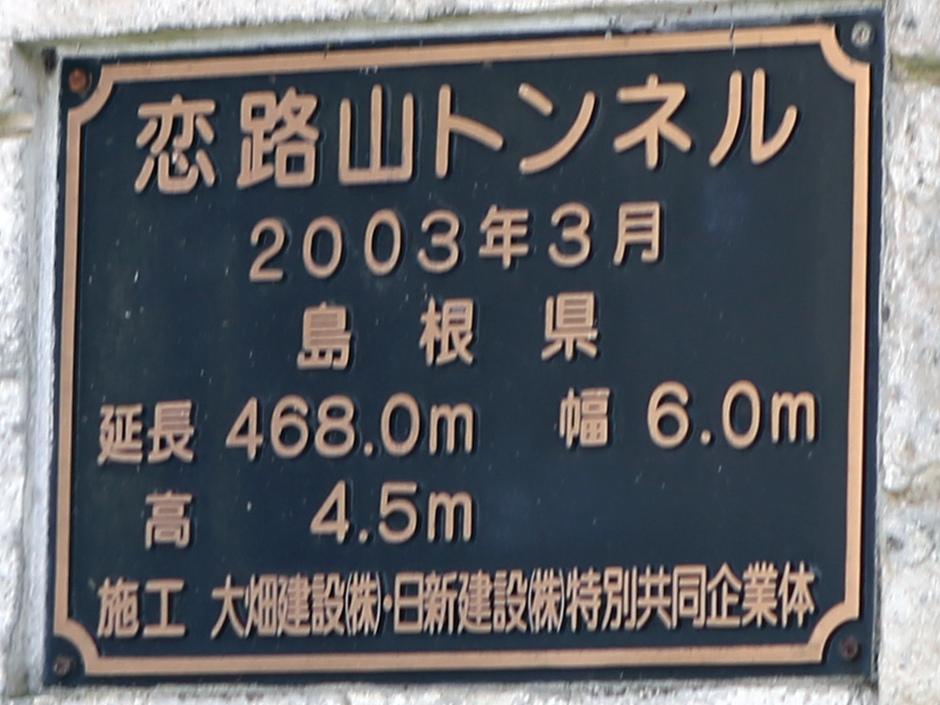 恋路山トンネル
2003年3月
島根県
延長 468.0m 幅 6.0m
高 4.5m
施工 大畑建設㈱・日新建設㈱特別共同企業体